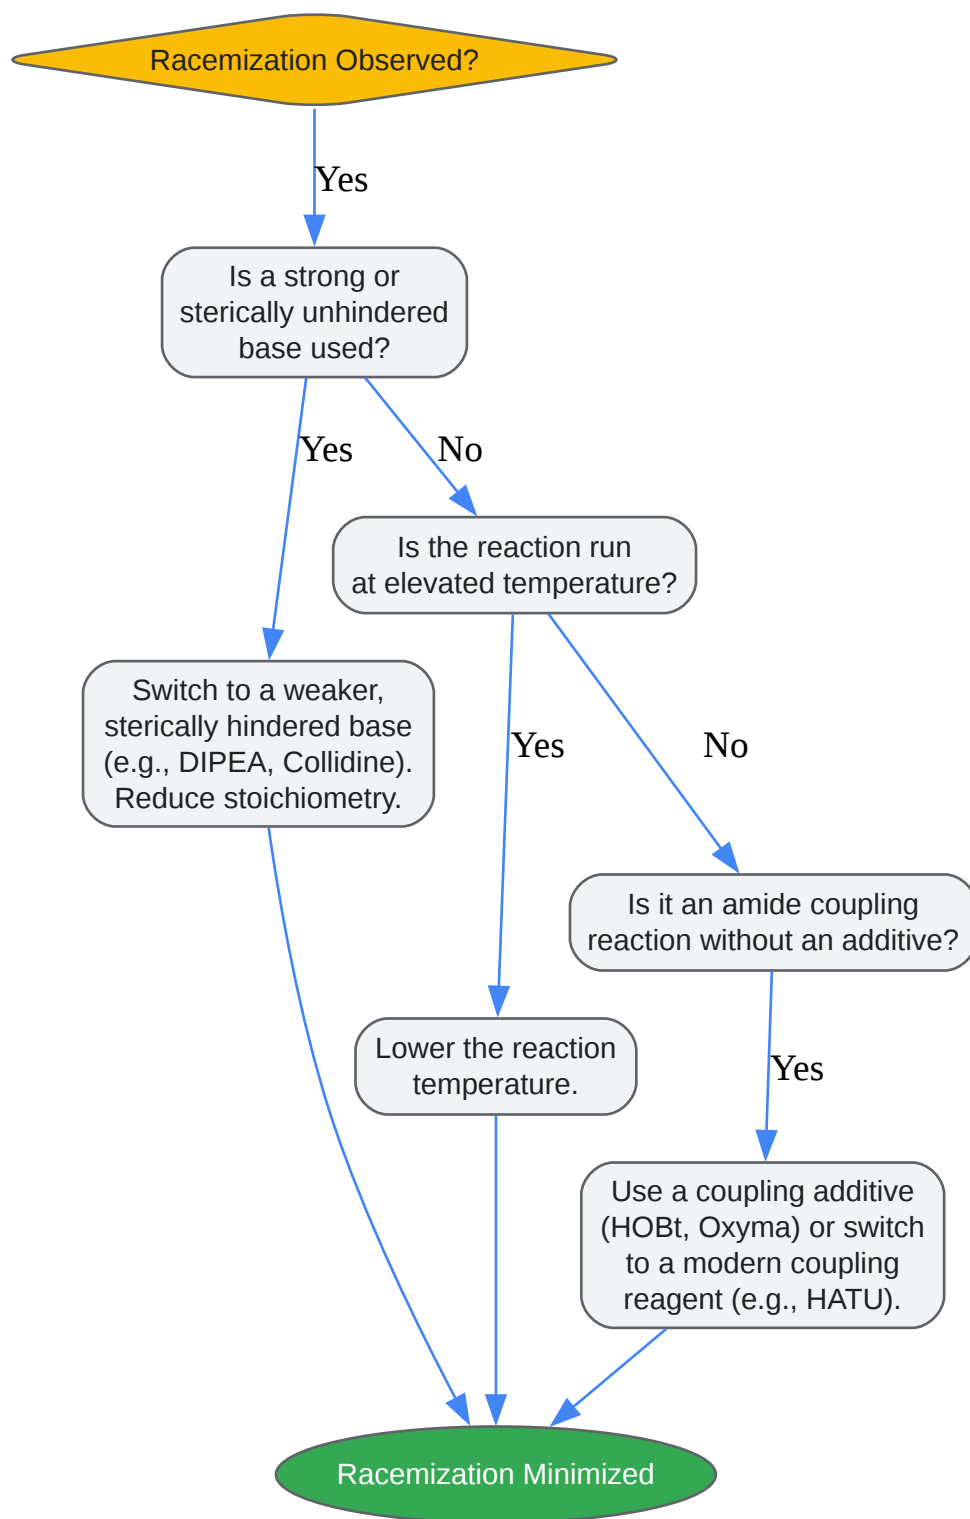 Racemization Observed?
Yes
Is a strong or
sterically unhindered
base used?
Yes
No
Is the reaction run
at elevated temperature?
Switch to a weaker,
sterically hindered base
(e.g., DIPEA, Collidine).
Reduce stoichiometry.
Yes
No
Is it an amide coupling
reaction without an additive?
Lower the reaction
temperature.
Yes
Use a coupling additive
(HOBt, Oxyma) or switch
to a modern coupling
reagent (e.g., HATU).
Racemization Minimized